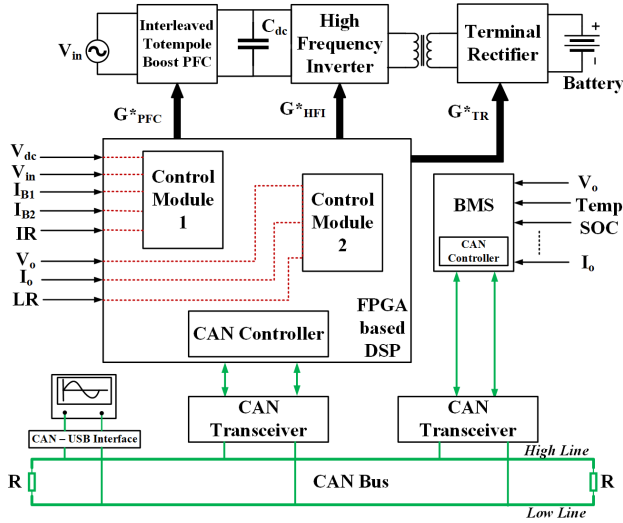 Interleaved
Totempole
Boost PFC
C_dc
High
Frequency
Inverter
Terminal
Rectifier
V_in
+
-
Battery
G*_PFC
G*_HFI
G*_TR
V_dc
V_in
I_B1
I_B2
IR
V_o
I_o
LR
Control
Module
1
Control
Module
2
BMS
CAN
Controller
V_o
Temp
SOC
I_o
FPGA
based
DSP
CAN Controller
CAN
Transceiver
CAN
Transceiver
CAN – USB Interface
High Line
R
CAN Bus
R
Low Line